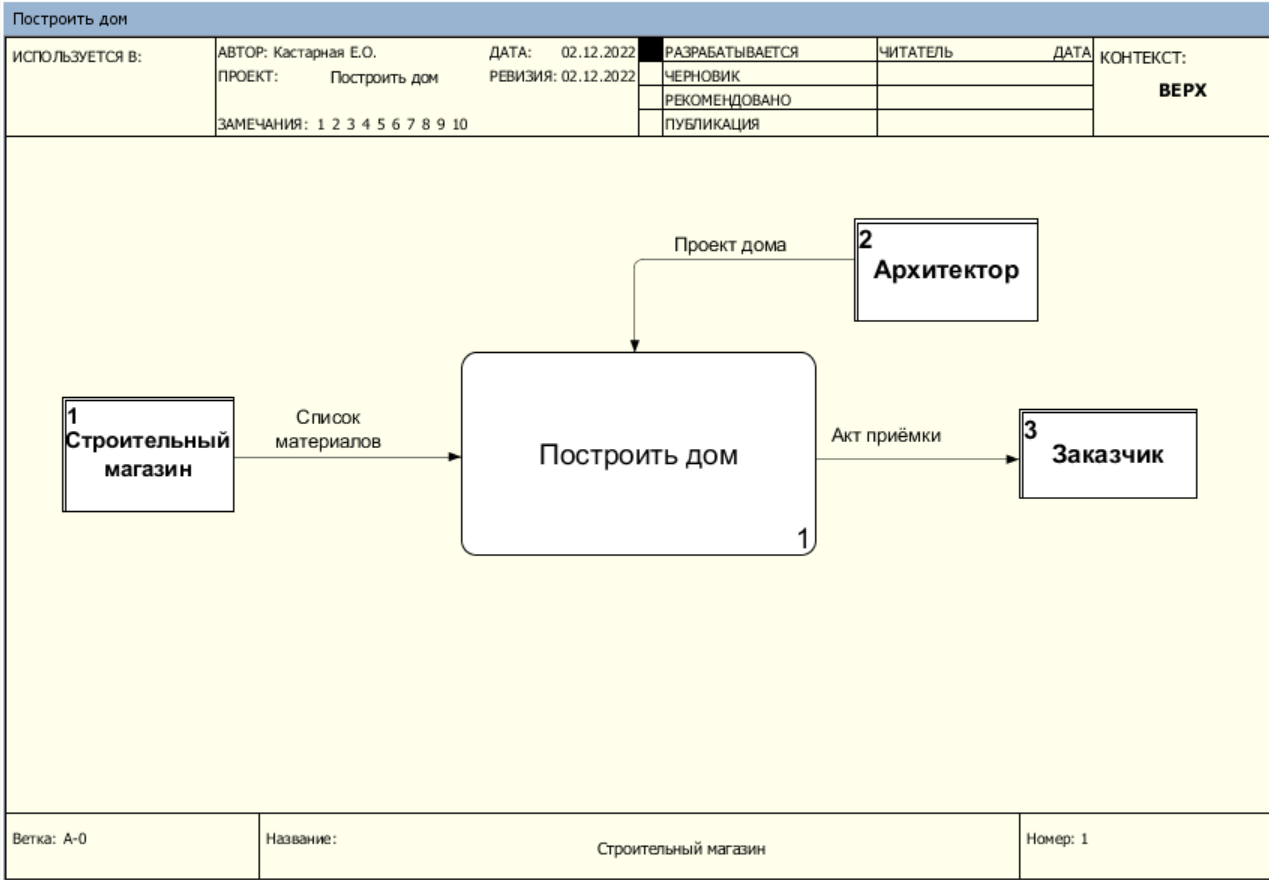 Построить дом
ИСПОЛЬЗУЕТСЯ В:
АВТОР: Кастарная Е.О.
ДАТА: 02.12.2022
ПРОЕКТ: Построить дом
РЕВИЗИЯ: 02.12.2022
ЗАМЕЧАНИЯ: 1 2 3 4 5 6 7 8 9 10
РАЗРАБАТЫВАЕТСЯ
ЧЕРНОВИК
РЕКОМЕНДОВАНО
ПУБЛИКАЦИЯ
ЧИТАТЕЛЬ
ДАТА
КОНТЕКСТ:
ВЕРХ
Проект дома
2
Архитектор
1
Строительный
магазин
Список
материалов
Построить дом
1
Акт приёмки
3
Заказчик
Ветка: A-0
Название:
Строительный магазин
Номер: 1